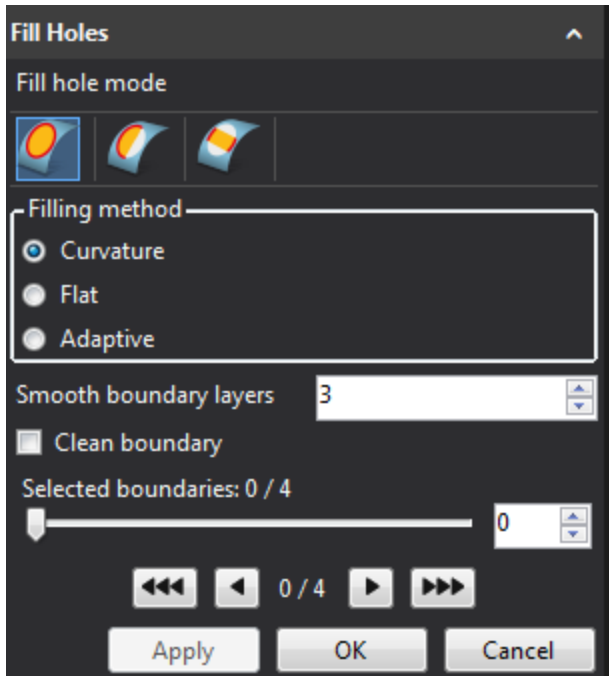 Fill Holes
Fill hole mode
Filling method
Curvature
Flat
Adaptive
Smooth boundary layers 3
Clean boundary
Selected boundaries: 0 / 4
0
0 / 4
Apply OK Cancel